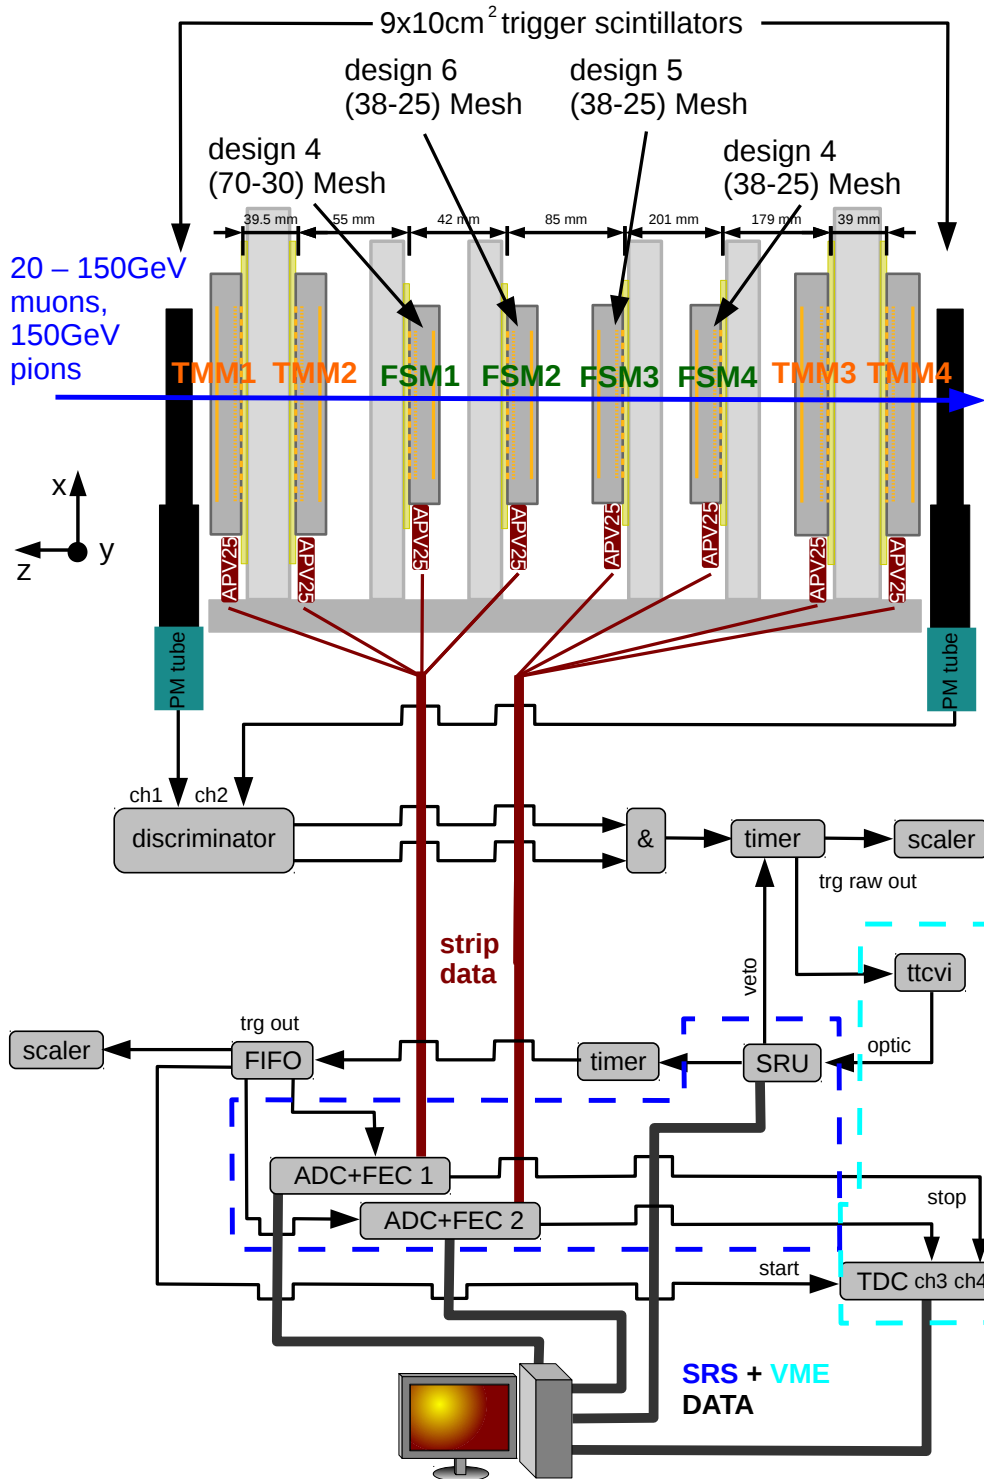 9x10cm² trigger scintillators
design 6
(38-25) Mesh
design 5
(38-25) Mesh
design 4
(70-30) Mesh
design 4
(38-25) Mesh
39.5 mm
55 mm
42 mm
85 mm
201 mm
179 mm
39 mm
20 – 150GeV
muons,
150GeV
pions
TMM1
TMM2
FSM1
FSM2
FSM3
FSM4
TMM3
TMM4
x
y
z
APV25
APV25
APV25
APV25
APV25
APV25
APV25
APV25
PM tube
PM tube
ch1
ch2
discriminator
&
timer
scaler
trg raw out
strip
data
veto
ttcvi
optic
trg out
scaler
FIFO
timer
SRU
ADC+FEC 1
ADC+FEC 2
stop
start
TDC ch3 ch4
SRS + VME
DATA